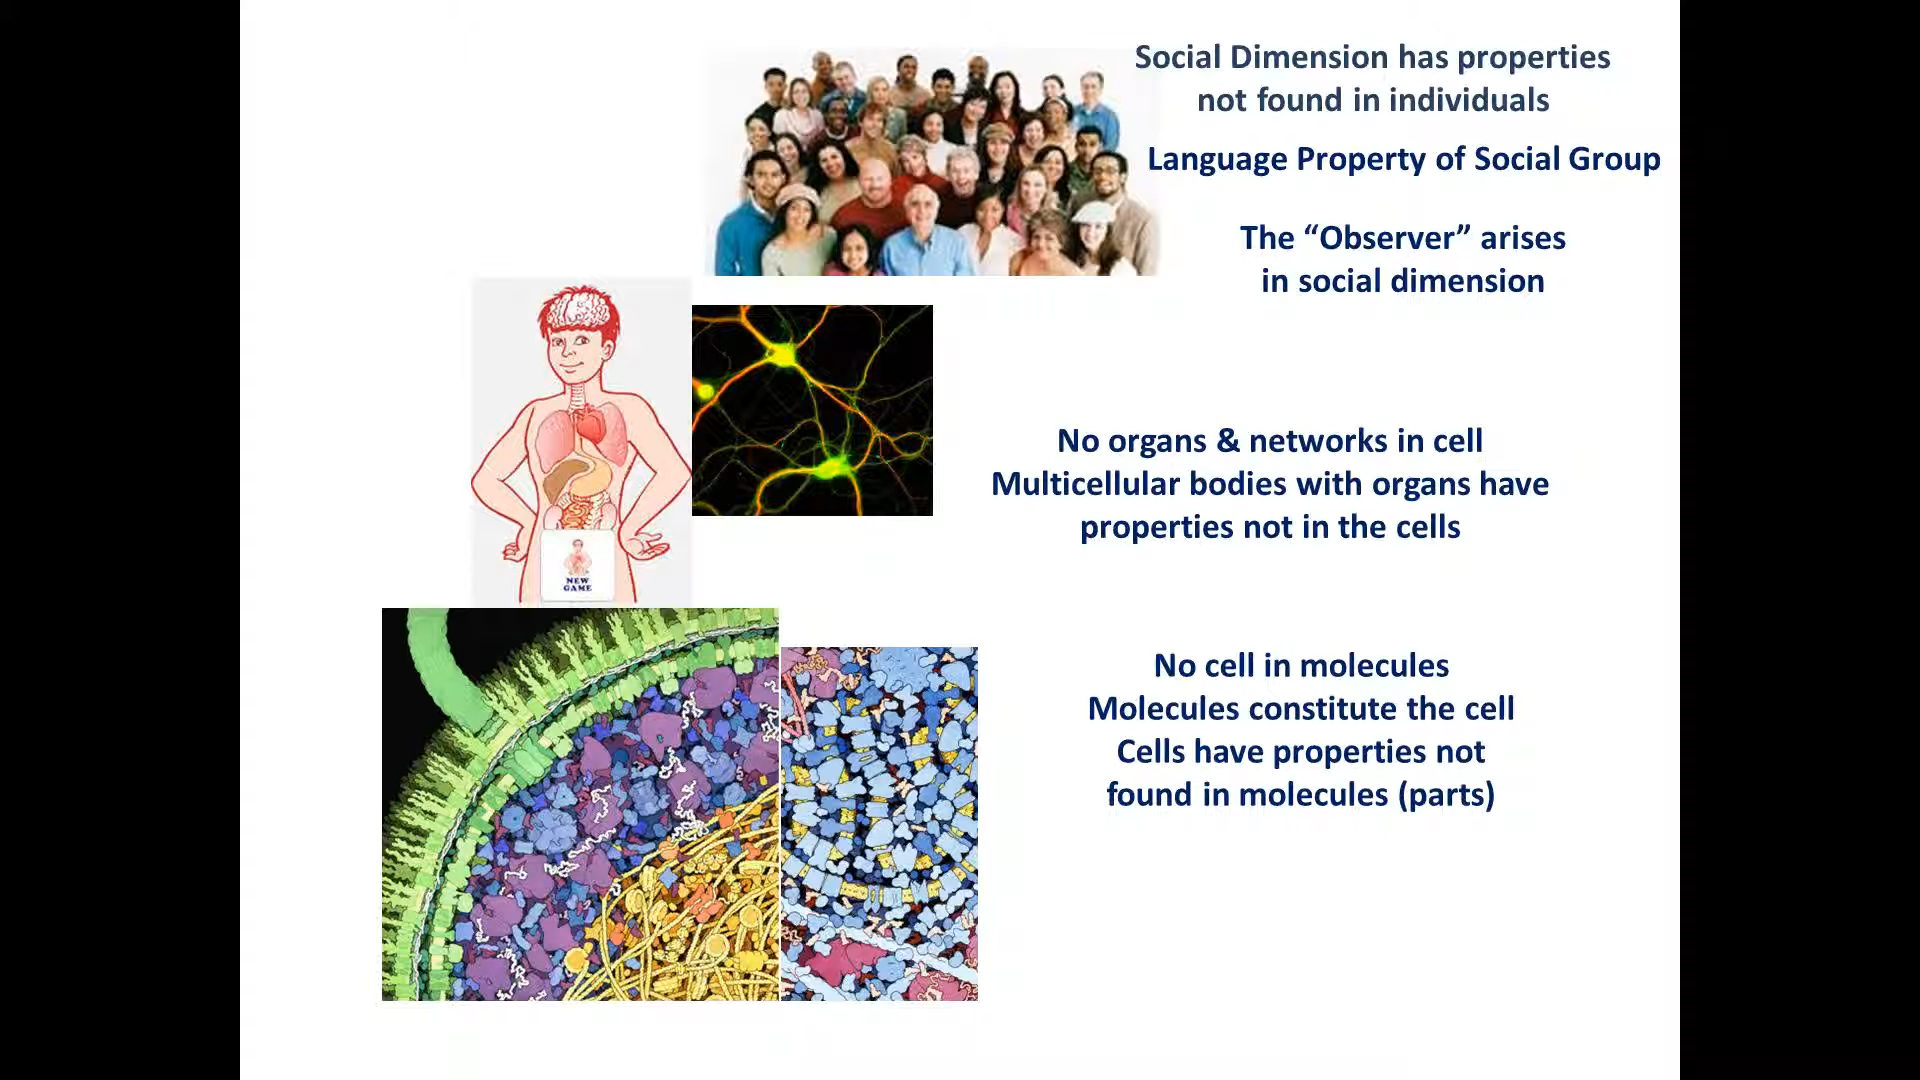 Social Dimension has properties
not found in individuals
Language Property of Social Group
The “Observer” arises
in social dimension
No organs & networks in cell
Multicellular bodies with organs have
properties not in the cells
NEW
GAME
No cell in molecules
Molecules constitute the cell
Cells have properties not
found in molecules (parts)